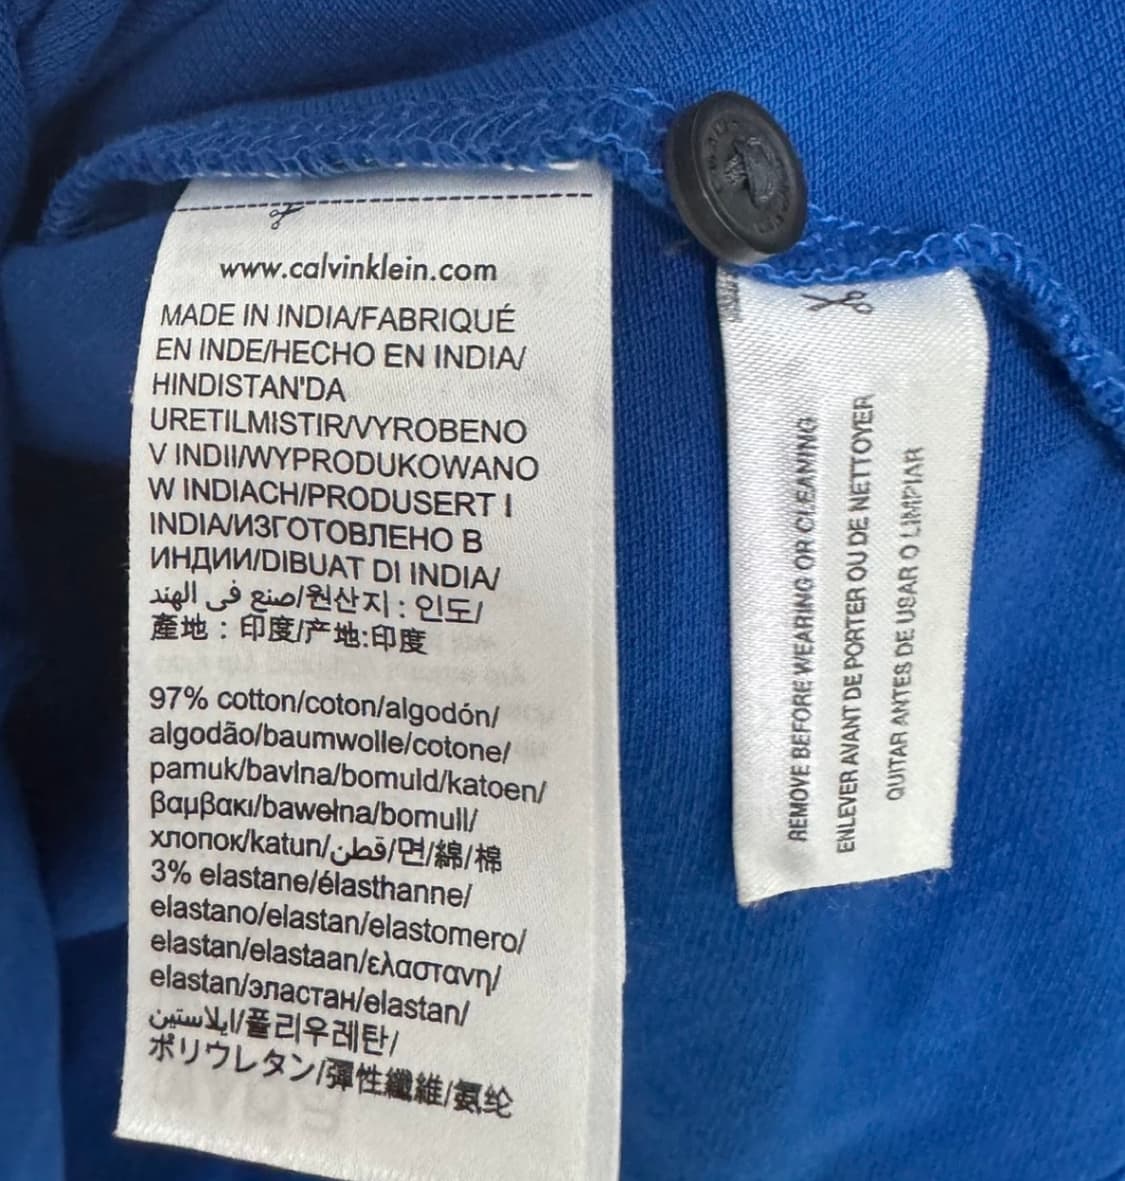 www.calvinklein.com
MADE IN INDIA/FABRIQUÉ
EN INDE/HECHO EN INDIA/
HINDISTAN'DA
URETILMISTIR/VYROBENO
V INDII/WYPRODUKOWANO
W INDIACH/PRODUSERT I
INDIA/ИЗГОТОВЛЕНО В
ИНДИИ/DIBUAT DI INDIA/
صنع في الهند/원산지 : 인도/
產地 : 印度/产地:印度
97% cotton/coton/algodón/
algodão/baumwolle/cotone/
pamuk/bavlna/bomuld/katoen/
βαμβακι/bawełna/bomull/
хлопок/katun/قطن/면/綿/棉
3% elastane/élasthanne/
elastano/elastan/elastomero/
elastan/elastaan/ελαστανη/
elastan/эластан/elastan/
ايلاستين/폴리우레탄/
ポリウレタン/彈性纖維/氨纶
REMOVE BEFORE WEARING OR CLEANING
ENLEVER AVANT DE PORTER OU DE NETTOYER
QUITAR ANTES DE USAR O LIMPIAR